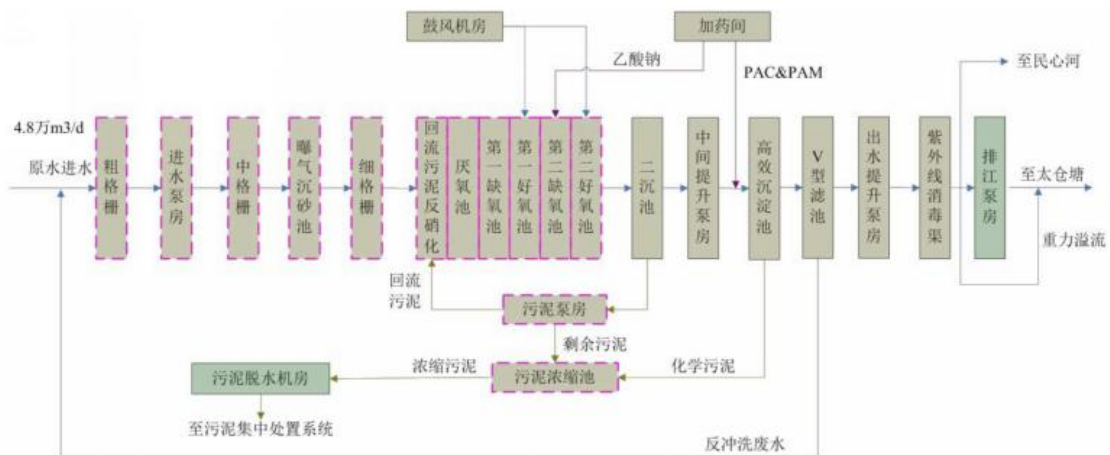 鼓风机房
加药间
乙酸钠
PAC&PAM
至民心河
4.8万m3/d
原水进水
粗格栅
进水泵房
中格栅
曝气沉砂池
细格栅
回流污泥反硝化
厌氧池
第一缺氧池
第一好氧池
第二缺氧池
第二好氧池
二沉池
中间提升泵房
高效沉淀池
V型滤池
出水提升泵房
紫外线消毒渠
排江泵房
至太仓塘
重力溢流
回流
污泥
污泥泵房
剩余污泥
污泥脱水机房
浓缩污泥
污泥浓缩池
化学污泥
至污泥集中处置系统
反冲洗废水